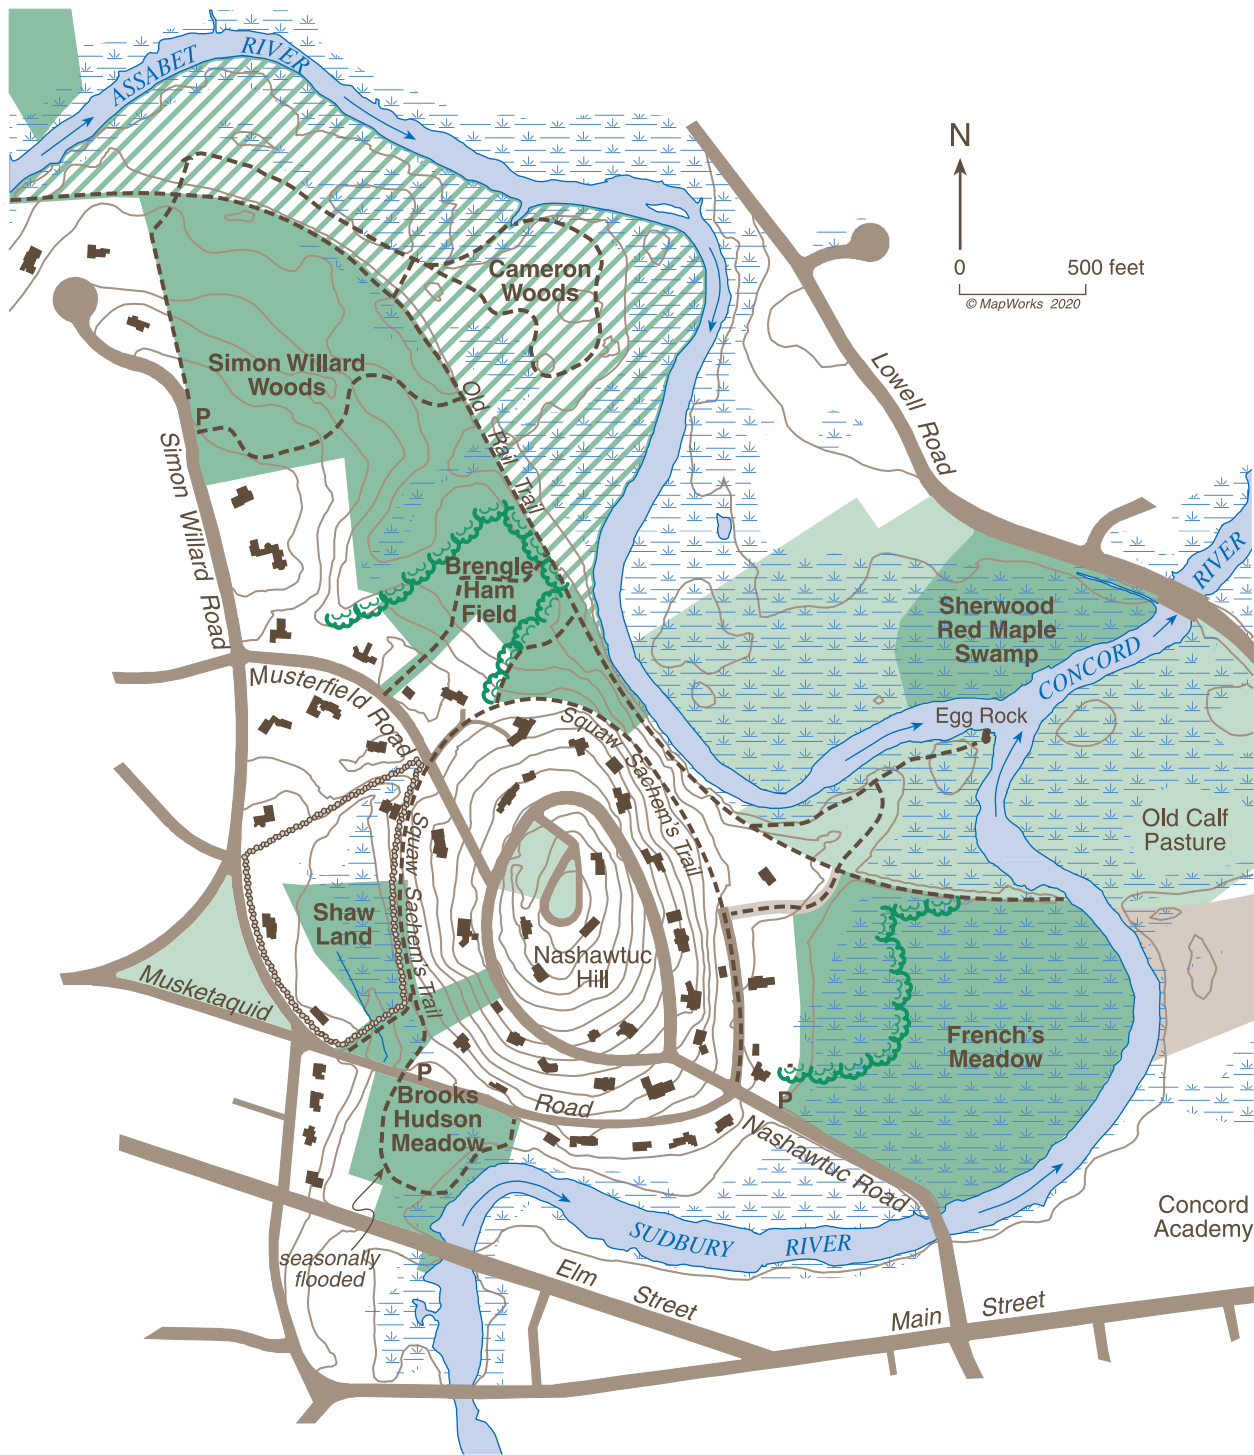 ASSABET RIVER
N
0 500 feet
© MapWorks 2020
Cameron
Woods
Simon Willard
Woods
P
Old Rail Trail
Lowell Road
Simon Willard Road
Brengle
Ham
Field
RIVER
CONCORD
Sherwood
Red Maple
Swamp
Musterfield Road
Egg Rock
Squaw Sachem's Trail
Squaw Sachem's Trail
Old Calf
Pasture
Shaw
Land
Nashawtuc
Hill
Musketaquid
Road
French's
Meadow
P
Brooks
Hudson
Meadow
P
Nashawtuc Road
Concord
Academy
SUDBURY RIVER
seasonally
flooded
Elm Street
Main Street